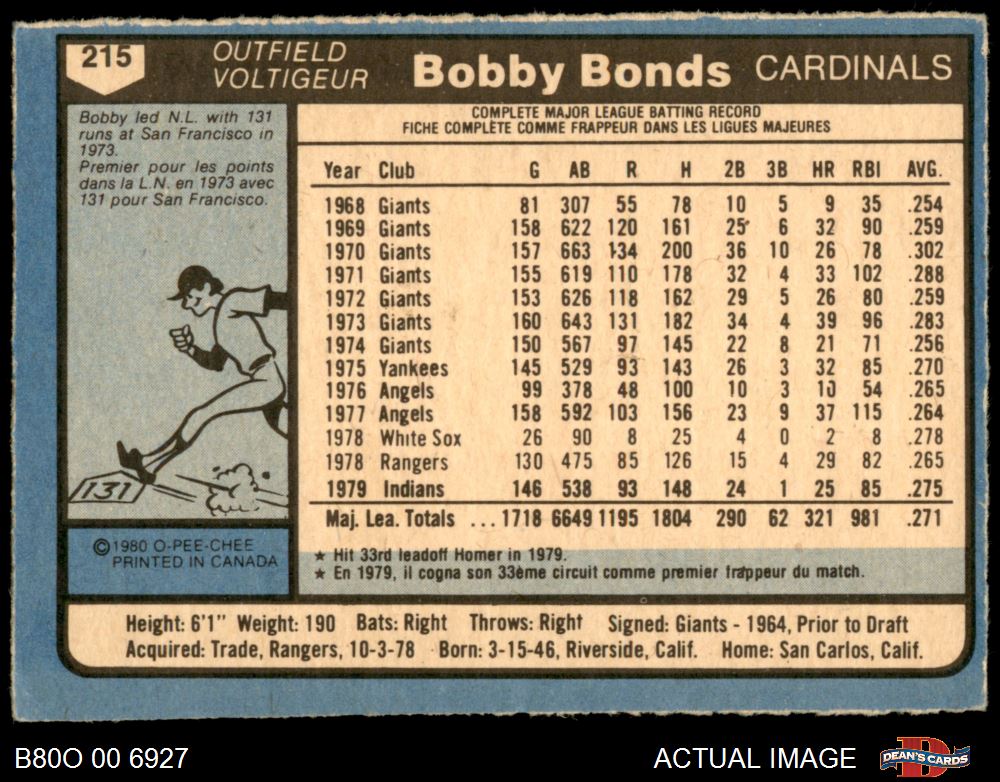 215
OUTFIELD
VOLTIGEUR
Bobby Bonds
CARDINALS
Bobby led N.L. with 131
runs at San Francisco in
1973.
Premier pour les points
dans la L.N. en 1973 avec
131 pour San Francisco.
131
©1980 O-PEE-CHEE
PRINTED IN CANADA
COMPLETE MAJOR LEAGUE BATTING RECORD
FICHE COMPLÈTE COMME FRAPPEUR DANS LES LIGUES MAJEURES
Year Club G AB R H 2B 3B HR RBI AVG.
1968 Giants 81 307 55 78 10 5 9 35 .254
1969 Giants 158 622 120 161 25 6 32 90 .259
1970 Giants 157 663 134 200 36 10 26 78 .302
1971 Giants 155 619 110 178 32 4 33 102 .288
1972 Giants 153 626 118 162 29 5 26 80 .259
1973 Giants 160 643 131 182 34 4 39 96 .283
1974 Giants 150 567 97 145 22 8 21 71 .256
1975 Yankees 145 529 93 143 26 3 32 85 .270
1976 Angels 99 378 48 100 10 3 10 54 .265
1977 Angels 158 592 103 156 23 9 37 115 .264
1978 White Sox 26 90 8 25 4 0 2 8 .278
1978 Rangers 130 475 85 126 15 4 29 82 .265
1979 Indians 146 538 93 148 24 1 25 85 .275
Maj. Lea. Totals ... 1718 6649 1195 1804 290 62 321 981 .271
★ Hit 33rd leadoff Homer in 1979.
★ En 1979, il cogna son 33ème circuit comme premier frappeur du match.
Height: 6'1" Weight: 190 Bats: Right Throws: Right Signed: Giants - 1964, Prior to Draft
Acquired: Trade, Rangers, 10-3-78 Born: 3-15-46, Riverside, Calif. Home: San Carlos, Calif.
B80O 00 6927
ACTUAL IMAGE
DEAN'S CARDS